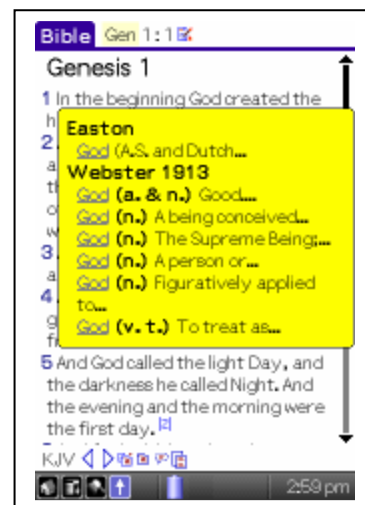 Bible Gen 1:1
Genesis 1
1 In the beginning God created the
h
Easton
2
God (A.S. and Dutch...
a
Webster 1913
th
God (a. & n.) Good....
o
God (n.) A being conceived...
w
God (n.) The Supreme Being;...
3
God (n.) A person or...
a
God (n.) Figuratively applied
4
to...
g
God (v. t.) To treat as...
fr
5 And God called the light Day, and
the darkness he called Night. And
the evening and the morning were
the first day. [2]
KJV
2:59 pm